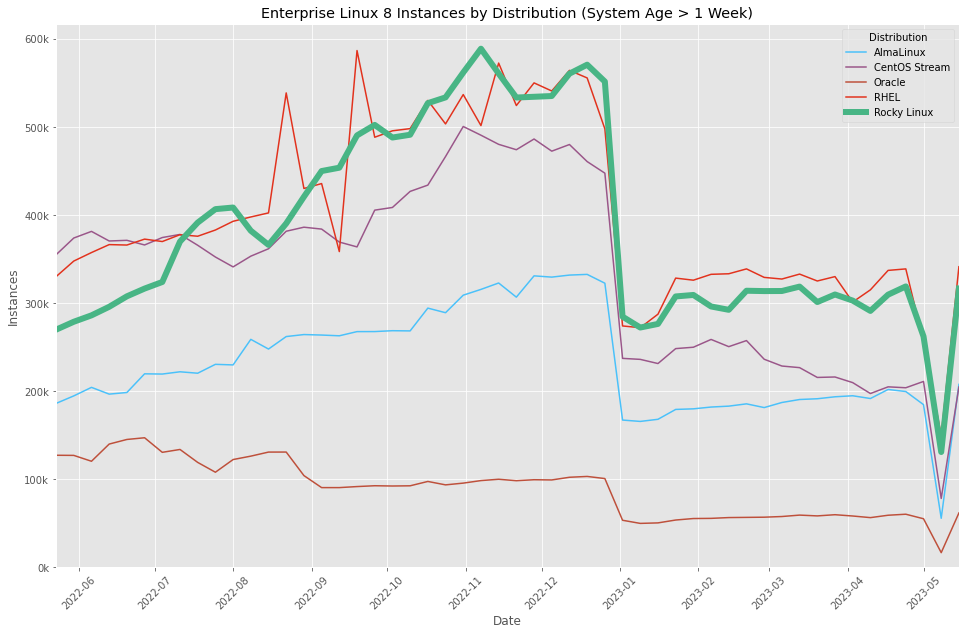 Enterprise Linux 8 Instances by Distribution (System Age > 1 Week)
Distribution
AlmaLinux
CentOS Stream
Oracle
RHEL
Rocky Linux
600k
500k
400k
300k
200k
100k
0k
Instances
2022-06
2022-07
2022-08
2022-09
2022-10
2022-11
2022-12
2023-01
2023-02
2023-03
2023-04
2023-05
Date